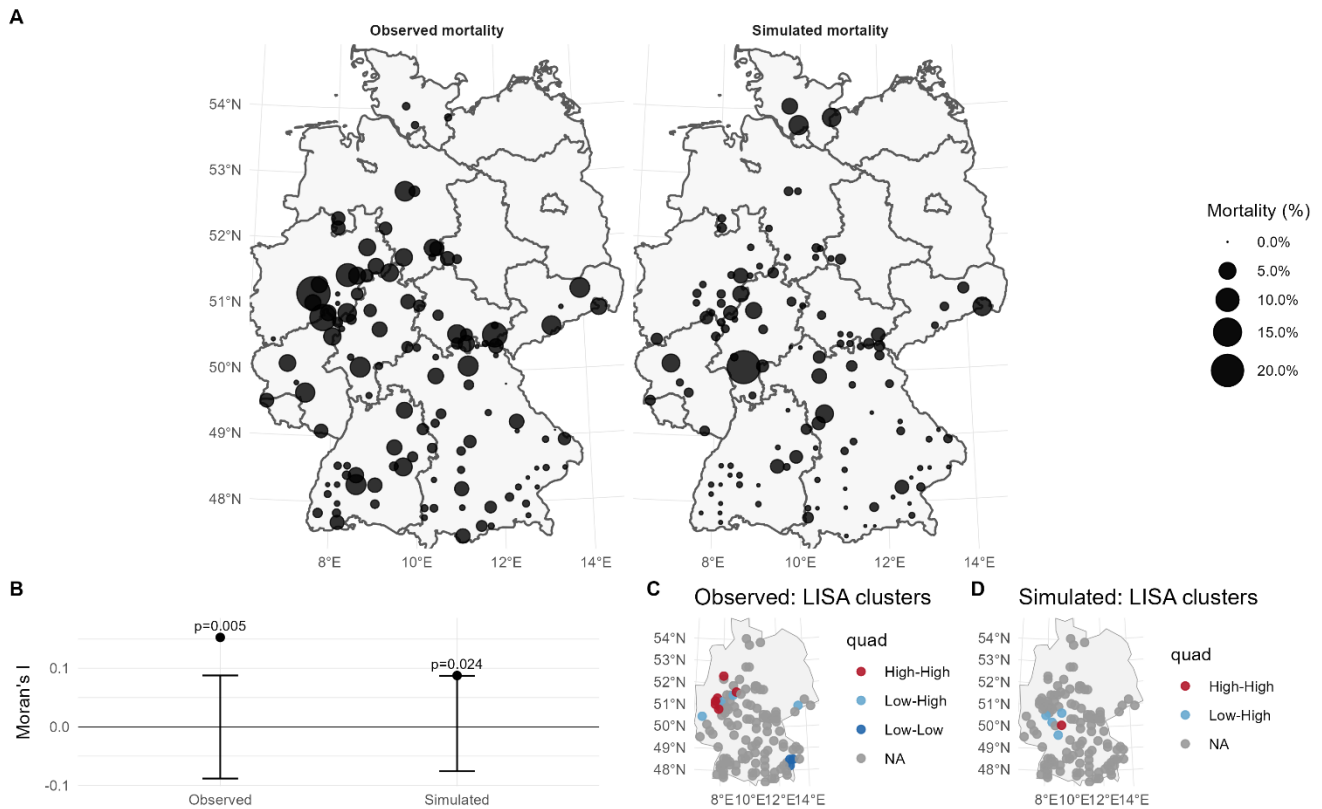 A
Observed mortality
Simulated mortality
54°N
53°N
52°N
51°N
50°N
49°N
48°N
8°E
10°E
12°E
14°E
8°E
10°E
12°E
14°E
Mortality (%)
0.0%
5.0%
10.0%
15.0%
20.0%
B
Moran's I
0.1
0.0
-0.1
p=0.005
p=0.024
Observed
Simulated
C
Observed: LISA clusters
54°N
53°N
52°N
51°N
50°N
49°N
48°N
8°E10°E12°E14°E
quad
High-High
Low-High
Low-Low
NA
D
Simulated: LISA clusters
54°N
53°N
52°N
51°N
50°N
49°N
48°N
8°E10°E12°E14°E
quad
High-High
Low-High
NA